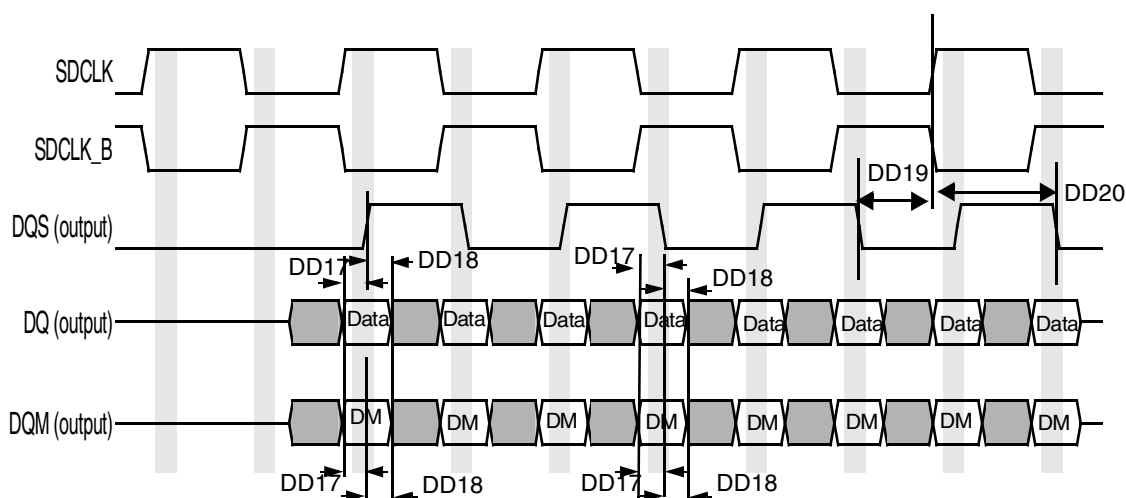 SDCLK
SDCLK_B
DD19
DD20
DQS (output)
DD17 DD18 DD17
DD18
DQ (output) Data Data Data Data Data Data Data Data
DQM (output) DM DM DM DM DM DM DM DM
DD17 DD18 DD17 DD18